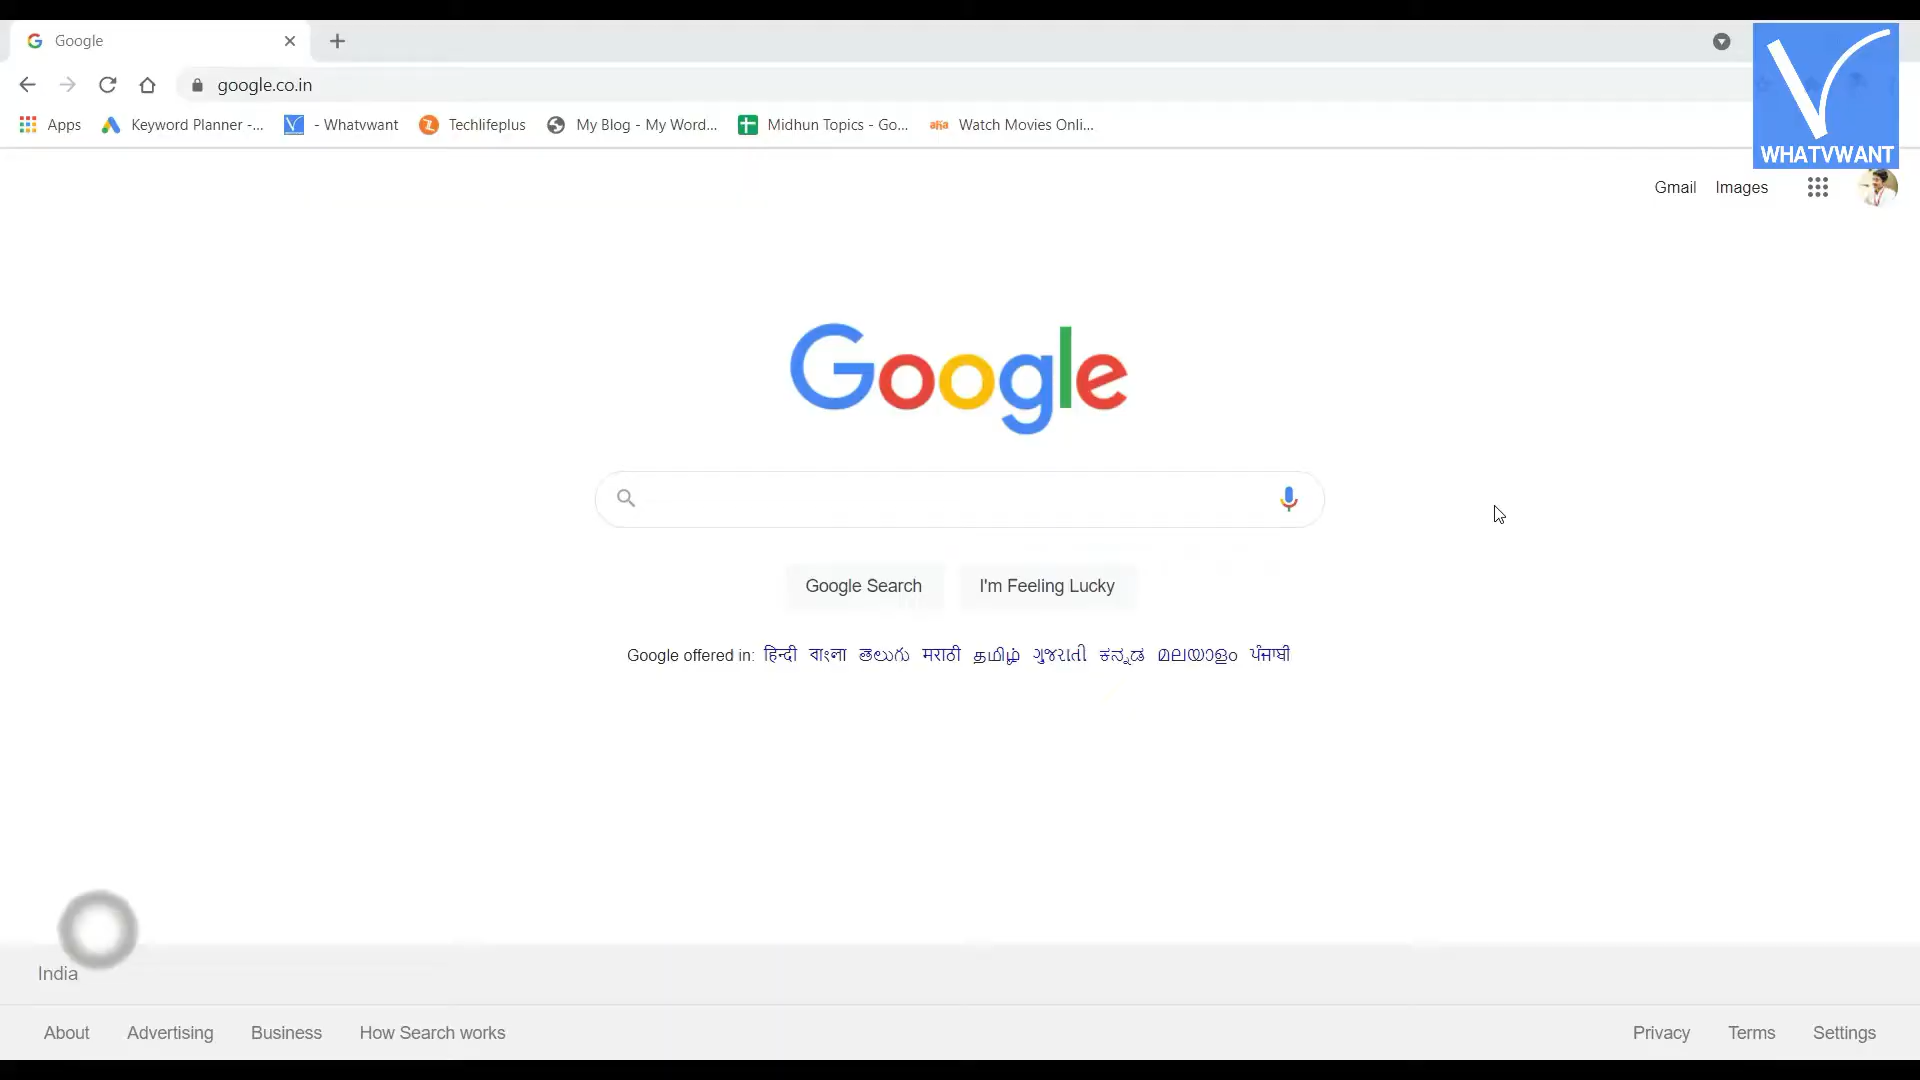 Google
google.co.in
Apps Keyword Planner -... - Whatvwant Techlifeplus My Blog - My Word... Midhun Topics - Go... aha Watch Movies Onli...
WHATVWANT
Gmail Images
Google
Google Search I'm Feeling Lucky
Google offered in: हिन्दी বাংলা తెలుగు मराठी தமிழ் ગુજરાતી ಕನ್ನಡ മലയാളം ਪੰਜਾਬੀ
India
About Advertising Business How Search works Privacy Terms Settings